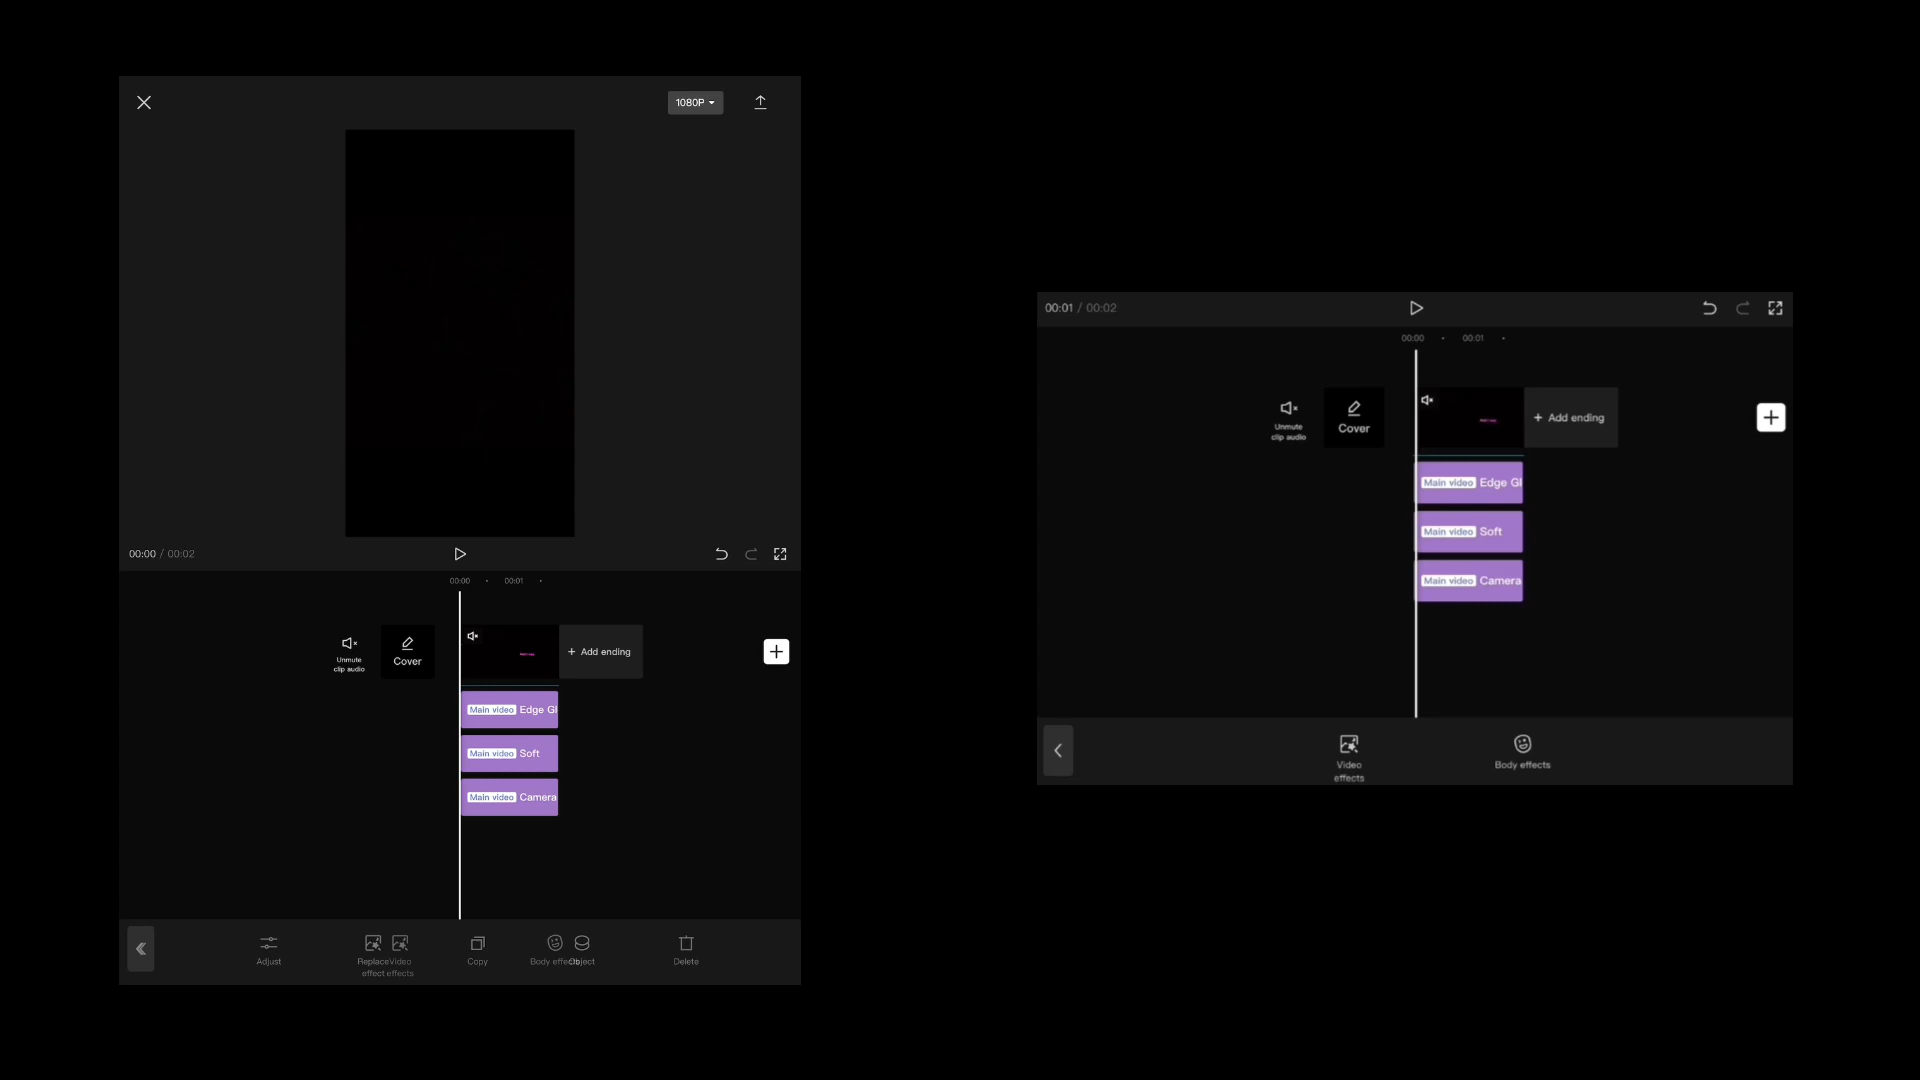 1080P
00:00 / 00:02
00:00 00:01
Unmute
clip audio
Cover
+ Add ending
Main video Edge Gl
Main video Soft
Main video Camera
Adjust
Replace
effect
Video
effects
Copy
Body effects
Object
Delete
00:01 / 00:02
00:00 00:01
Unmute
clip audio
Cover
+ Add ending
Main video Edge Gl
Main video Soft
Main video Camera
Video
effects
Body effects